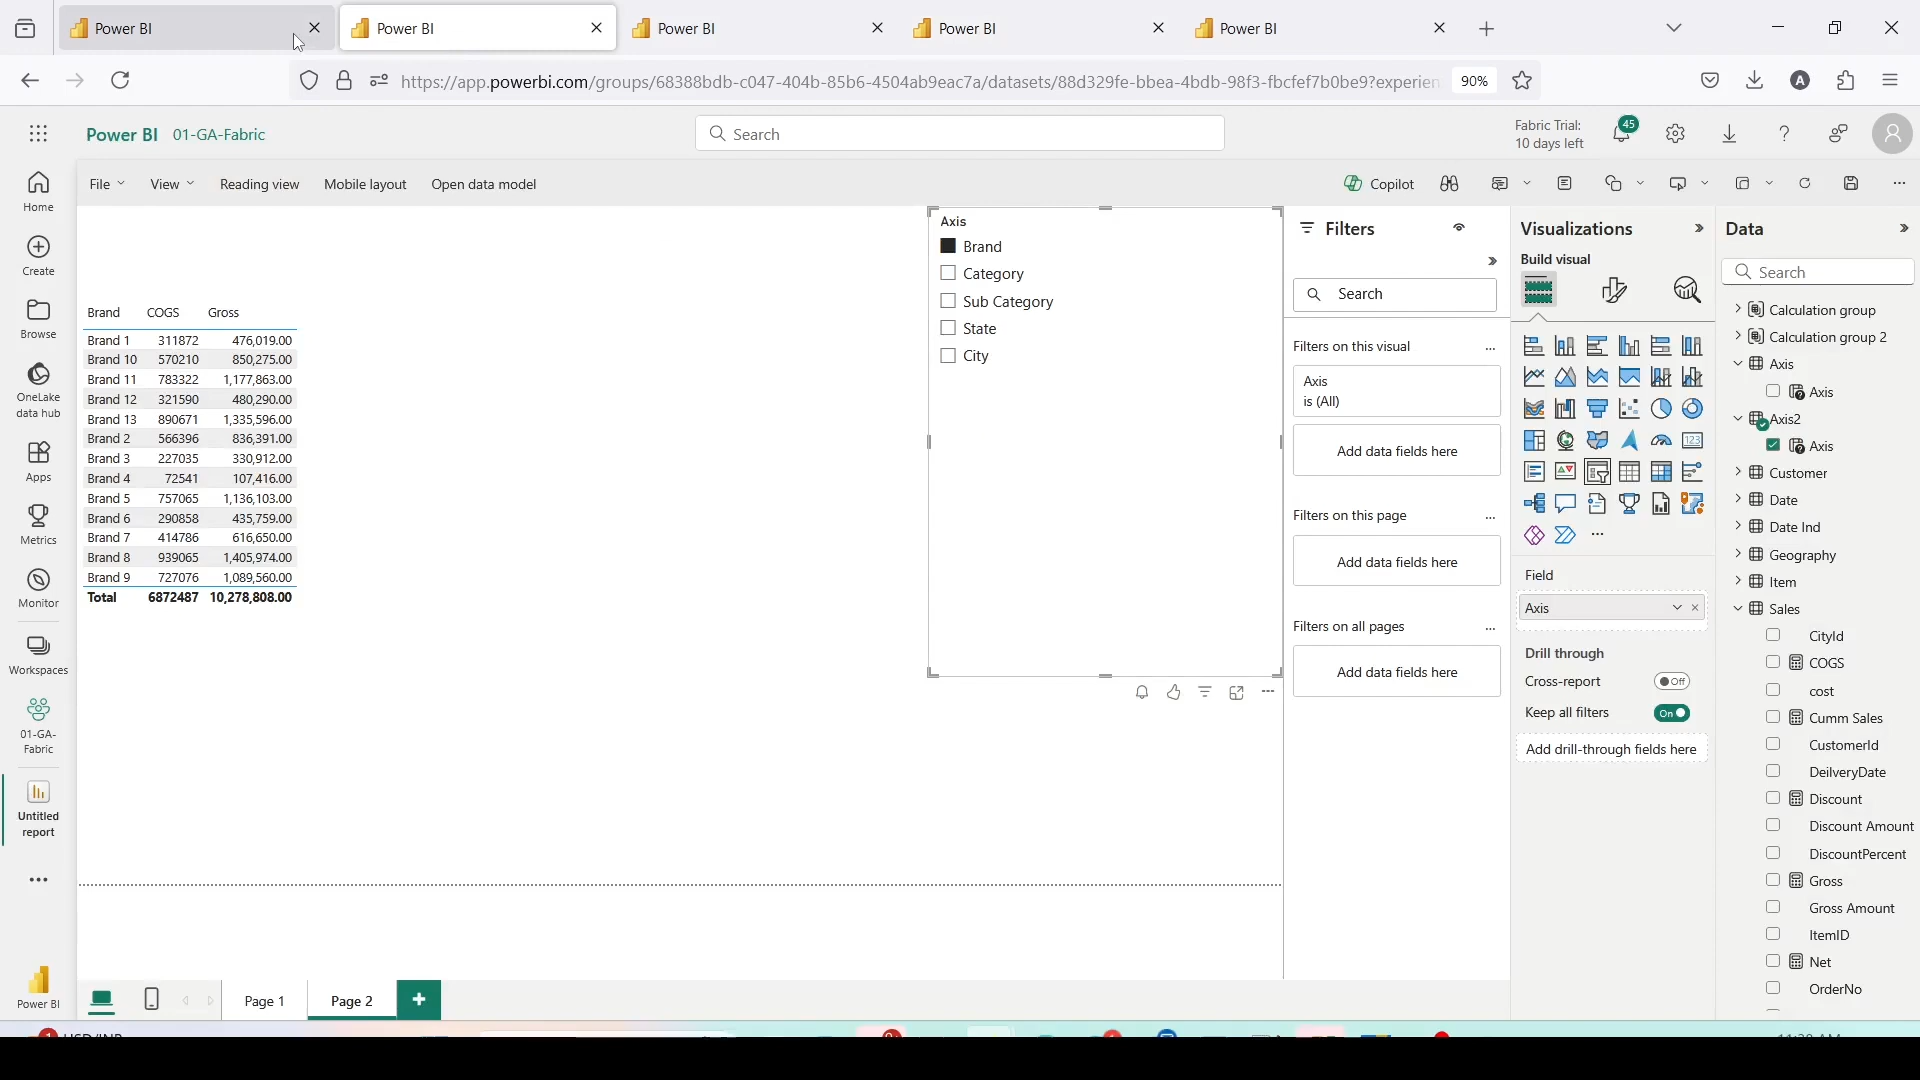 Power BI
Power BI
Power BI
Power BI
Power BI
https://app.powerbi.com/groups/68388bdb-c047-404b-85b6-4504ab9eac7a/datasets/88d329fe-bbea-4bdb-98f3-fbcfef7b0be9?experien
90%
A
Power BI 01-GA-Fabric
Search
Fabric Trial:
10 days left
45
File
View
Reading view
Mobile layout
Open data model
Copilot
Home
Create
Browse
OneLake
data hub
Apps
Metrics
Monitor
Workspaces
01-GA-
Fabric
Untitled
report
Power BI
Brand COGS Gross
Brand 1 311872 476,019.00
Brand 10 570210 850,275.00
Brand 11 783322 1,177,863.00
Brand 12 321590 480,290.00
Brand 13 890671 1,335,596.00
Brand 2 566396 836,391.00
Brand 3 227035 330,912.00
Brand 4 72541 107,416.00
Brand 5 757065 1,136,103.00
Brand 6 290858 435,759.00
Brand 7 414786 616,650.00
Brand 8 939065 1,405,974.00
Brand 9 727076 1,089,560.00
Total 6872487 10,278,808.00
Axis
Brand
Category
Sub Category
State
City
Filters
Search
Filters on this visual
Axis
is (All)
Add data fields here
Filters on this page
Add data fields here
Filters on all pages
Add data fields here
Visualizations
Build visual
123
Field
Axis
Drill through
Cross-report
Off
Keep all filters
On
Add drill-through fields here
Data
Search
Calculation group
Calculation group 2
Axis
Axis
Axis2
Axis
Customer
Date
Date Ind
Geography
Item
Sales
CityId
COGS
cost
Cumm Sales
CustomerId
DeilveryDate
Discount
Discount Amount
DiscountPercent
Gross
Gross Amount
ItemID
Net
OrderNo
Page 1
Page 2